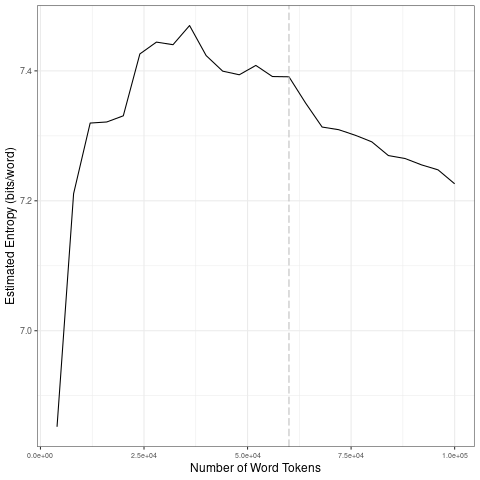 7.4
7.2
7.0
Estimated Entropy (bits/word)
0.0e+00 2.5e+04 5.0e+04 7.5e+04 1.0e+05
Number of Word Tokens